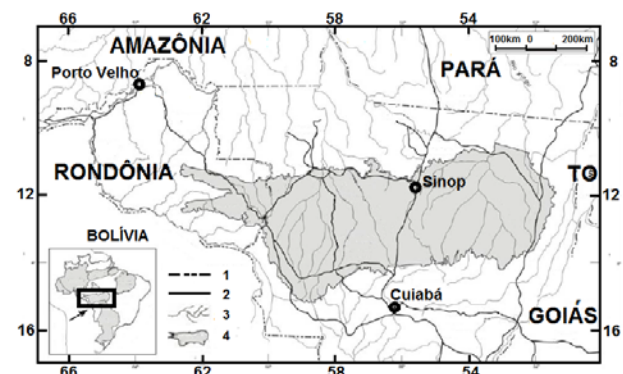 66 62 58 54
AMAZÔNIA
100km 0 200km
8 Porto Velho PARÁ 8
RONDÔNIA TO
12 Sinop 12
BOLÍVIA
1
2
3
Cuiabá
4
GOIÁS
16 16
66 62 58 54